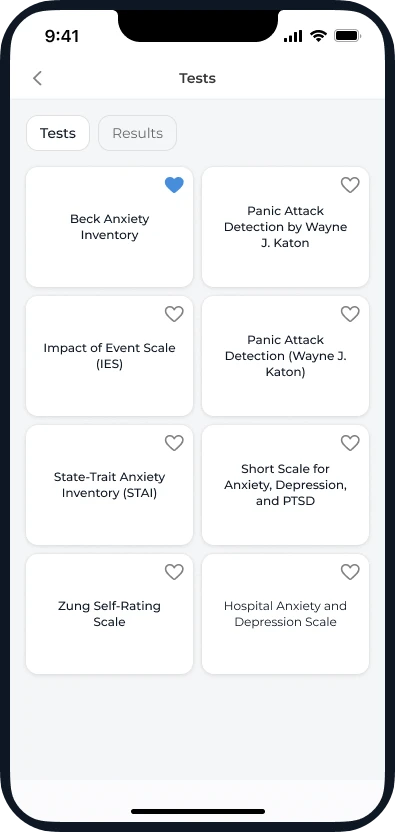 9:41
Tests
Tests
Results
Beck Anxiety
Inventory
Panic Attack
Detection by Wayne
J. Katon
Impact of Event Scale
(IES)
Panic Attack
Detection (Wayne J.
Katon)
State-Trait Anxiety
Inventory (STAI)
Short Scale for
Anxiety, Depression,
and PTSD
Zung Self-Rating
Scale
Hospital Anxiety and
Depression Scale